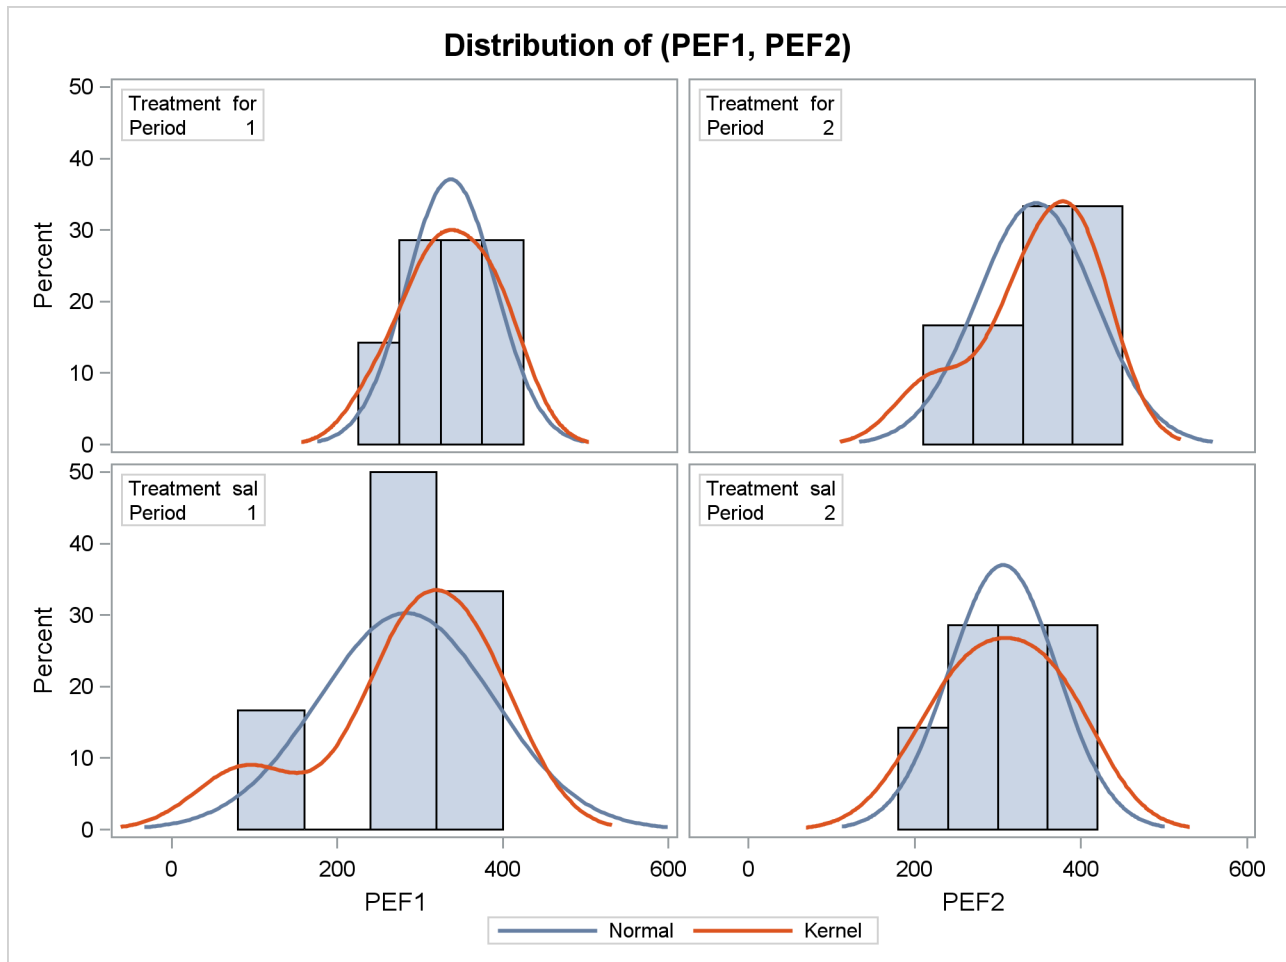 Distribution of (PEF1, PEF2)
50
40
30
20
10
0
Percent
Treatment for
Period 1
Treatment for
Period 2
50
40
30
20
10
0
Percent
Treatment sal
Period 1
Treatment sal
Period 2
0 200 400 600
0 200 400 600
PEF1
PEF2
Normal Kernel